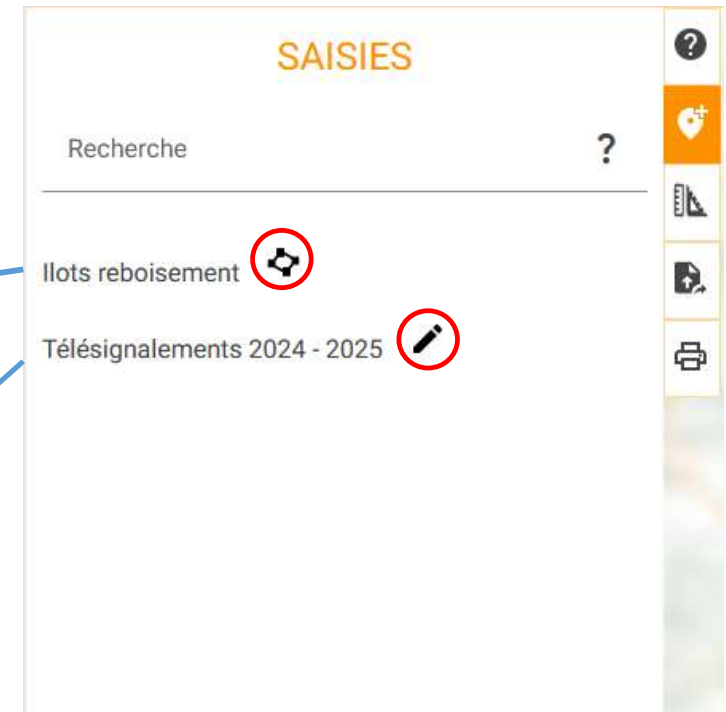 SAISIES
Recherche ?
Ilots reboisement
Télésignalements 2024 - 2025